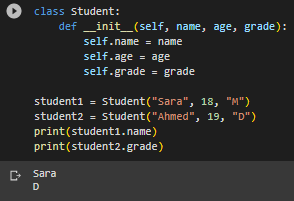 class Student:
    def __init__(self, name, age, grade):
        self.name = name
        self.age = age
        self.grade = grade

student1 = Student("Sara", 18, "M")
student2 = Student("Ahmed", 19, "D")
print(student1.name)
print(student2.grade)
Sara
D